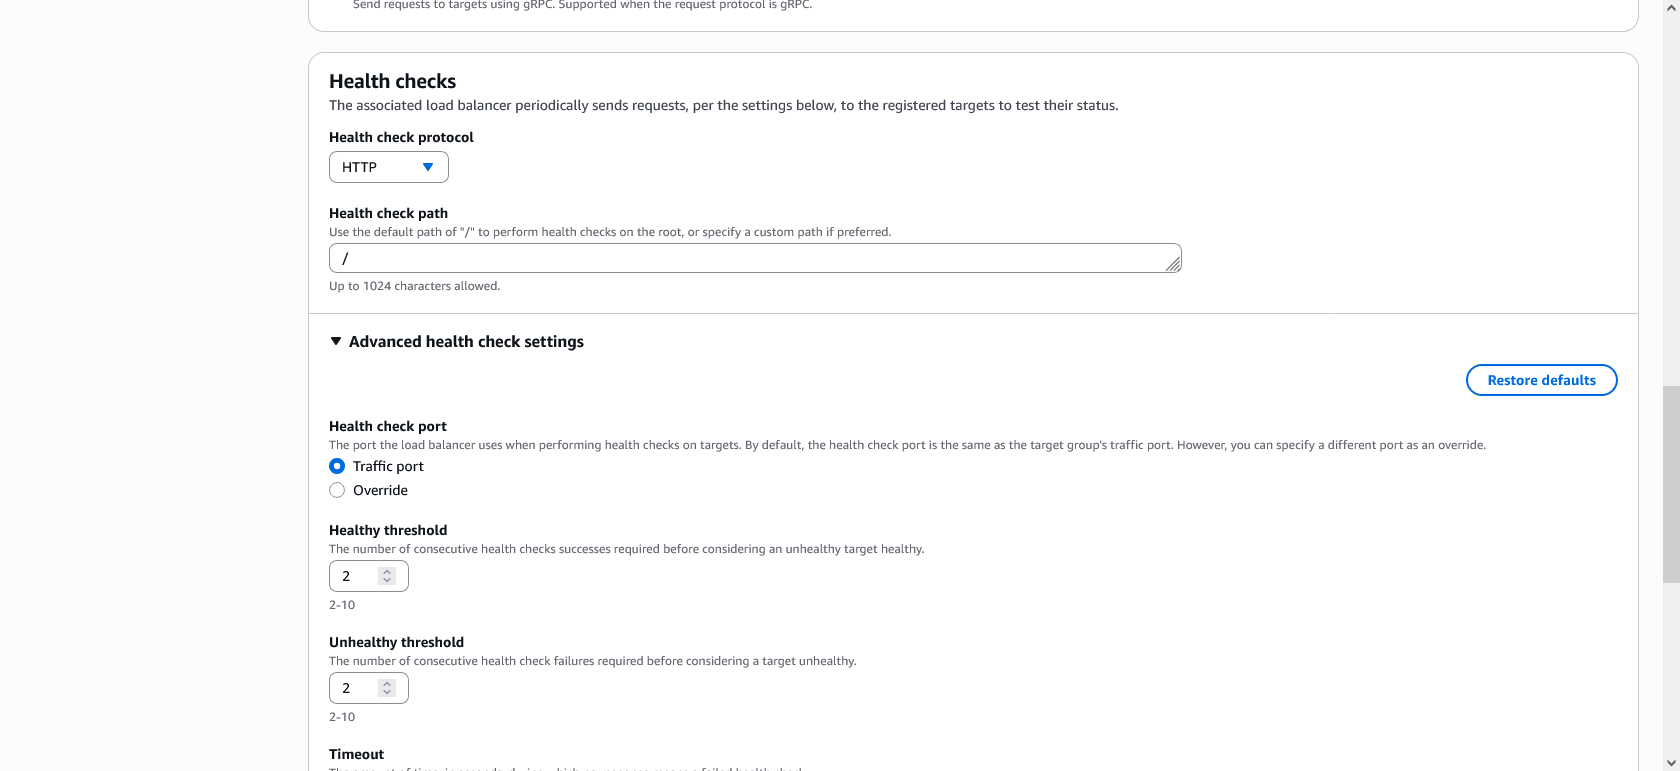 Send requests to targets using gRPC. Supported when the request protocol is gRPC.
Health checks
The associated load balancer periodically sends requests, per the settings below, to the registered targets to test their status.
Health check protocol
HTTP
Health check path
Use the default path of "/" to perform health checks on the root, or specify a custom path if preferred.
/
Up to 1024 characters allowed.
Advanced health check settings
Restore defaults
Health check port
The port the load balancer uses when performing health checks on targets. By default, the health check port is the same as the target group's traffic port. However, you can specify a different port as an override.
Traffic port
Override
Healthy threshold
The number of consecutive health checks successes required before considering an unhealthy target healthy.
2
2-10
Unhealthy threshold
The number of consecutive health check failures required before considering a target unhealthy.
2
2-10
Timeout